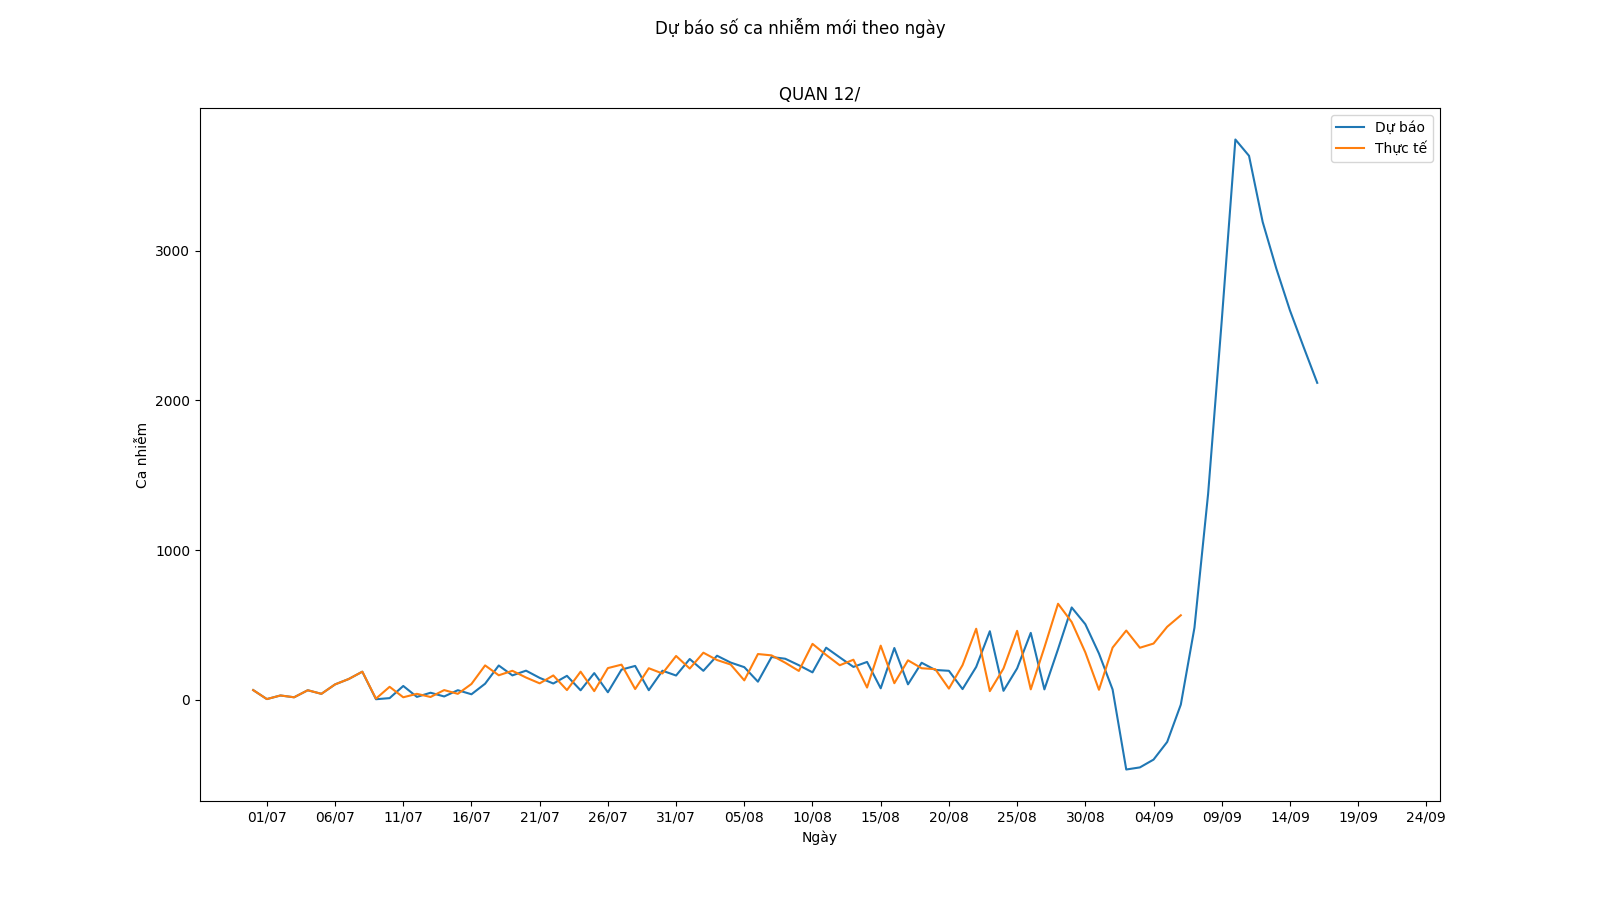 Dự báo số ca nhiễm mới theo ngày
QUAN 12/
Dự báo
Thực tế
3000
2000
1000
0
Ca nhiễm
01/07 06/07 11/07 16/07 21/07 26/07 31/07 05/08 10/08 15/08 20/08 25/08 30/08 04/09 09/09 14/09 19/09 24/09
Ngày